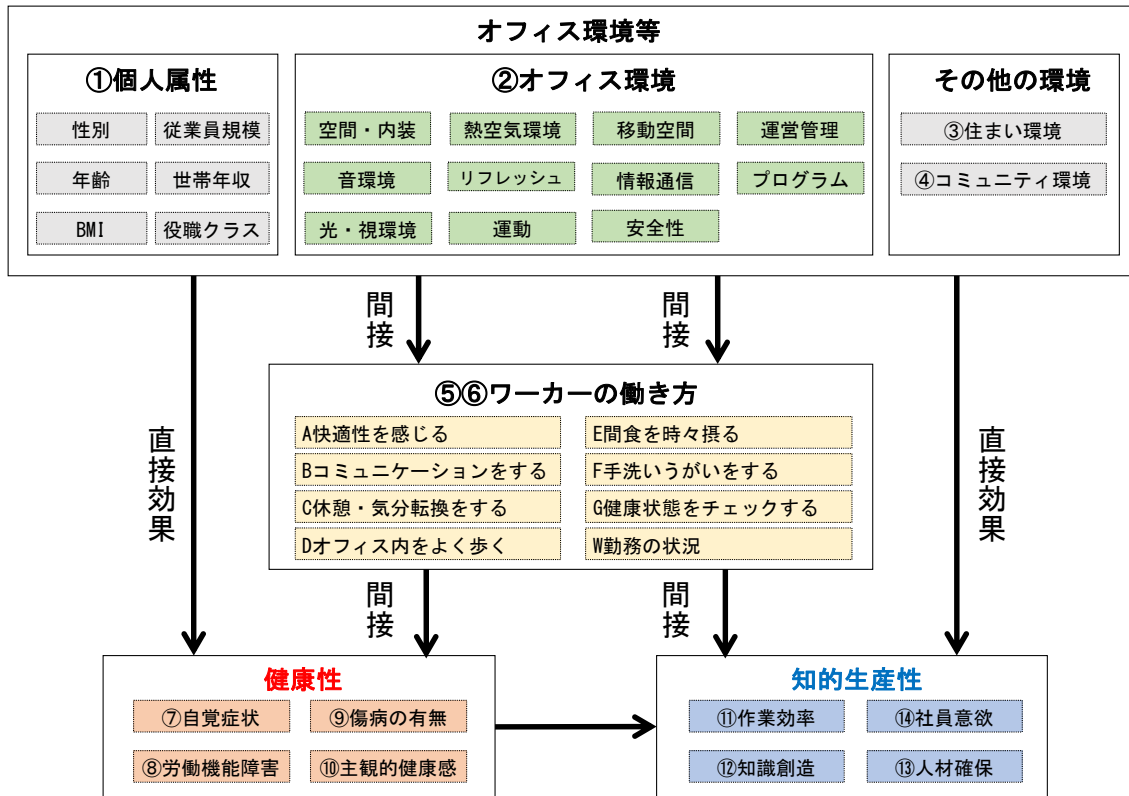 オフィス環境等
①個人属性
性別
従業員規模
年齢
世帯年収
BMI
役職クラス
②オフィス環境
空間・内装
熱空気環境
移動空間
運営管理
音環境
リフレッシュ
情報通信
プログラム
光・視環境
運動
安全性
その他の環境
③住まい環境
④コミュニティ環境
直接効果
間接
間接
直接効果
⑤⑥ワーカーの働き方
A快適性を感じる
E間食を時々摂る
Bコミュニケーションをする
F手洗いうがいをする
C休憩・気分転換をする
G健康状態をチェックする
Dオフィス内をよく歩く
W勤務の状況
間接
間接
健康性
⑦自覚症状
⑨傷病の有無
⑧労働機能障害
⑩主観的健康感
知的生産性
⑪作業効率
⑭社員意欲
⑫知識創造
⑬人材確保